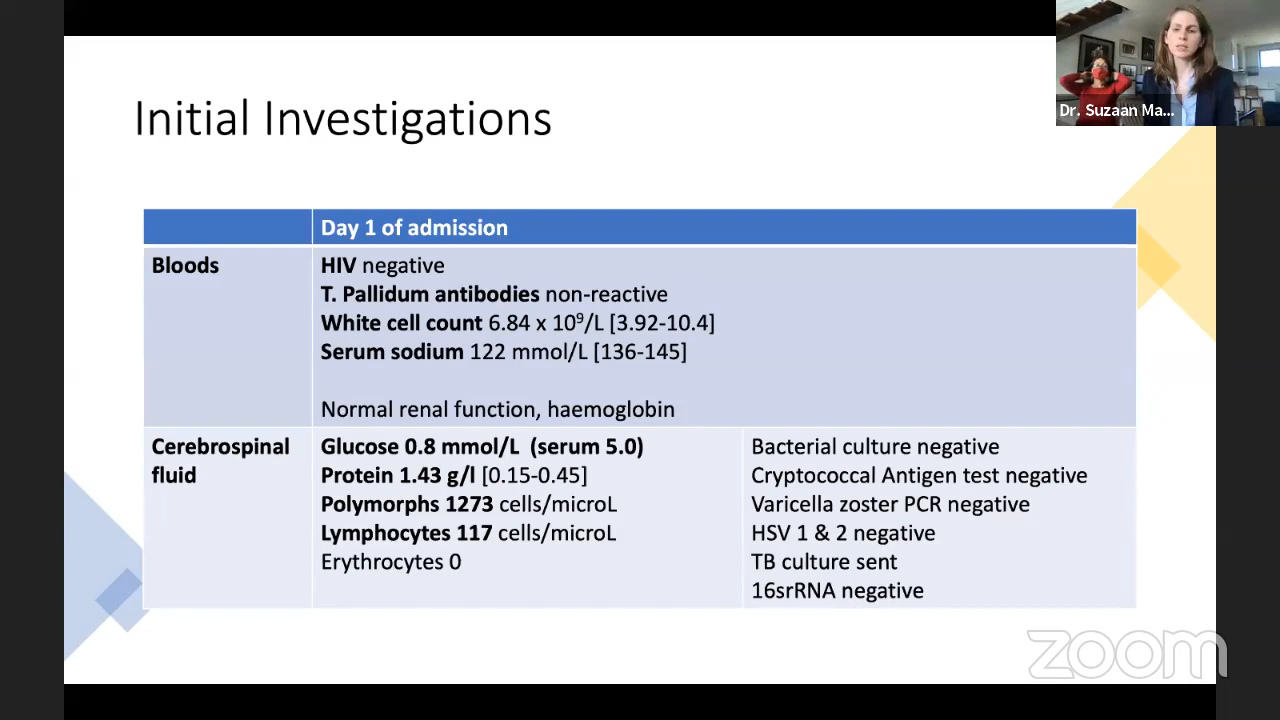 Dr. Suzaan Ma...
Initial Investigations
Day 1 of admission
Bloods
HIV negative
T. Pallidum antibodies non-reactive
White cell count 6.84 x 10⁹/L [3.92-10.4]
Serum sodium 122 mmol/L [136-145]
Normal renal function, haemoglobin
Cerebrospinal
fluid
Glucose 0.8 mmol/L (serum 5.0)
Protein 1.43 g/l [0.15-0.45]
Polymorphs 1273 cells/microL
Lymphocytes 117 cells/microL
Erythrocytes 0
Bacterial culture negative
Cryptococcal Antigen test negative
Varicella zoster PCR negative
HSV 1 & 2 negative
TB culture sent
16srRNA negative
zoom